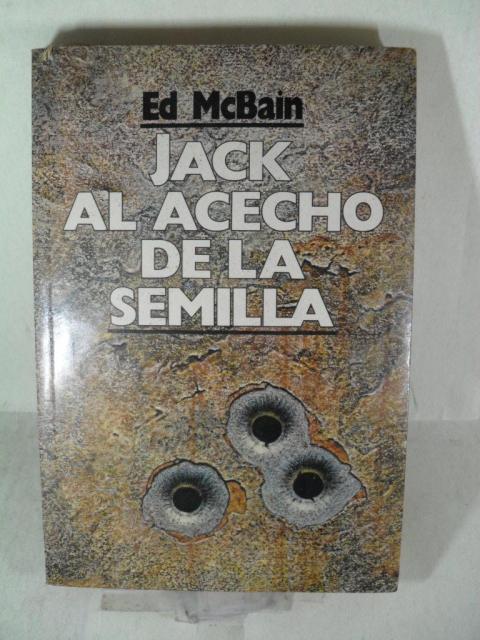 Ed McBain
JACK
AL ACECHO
DE LA
SEMILLA